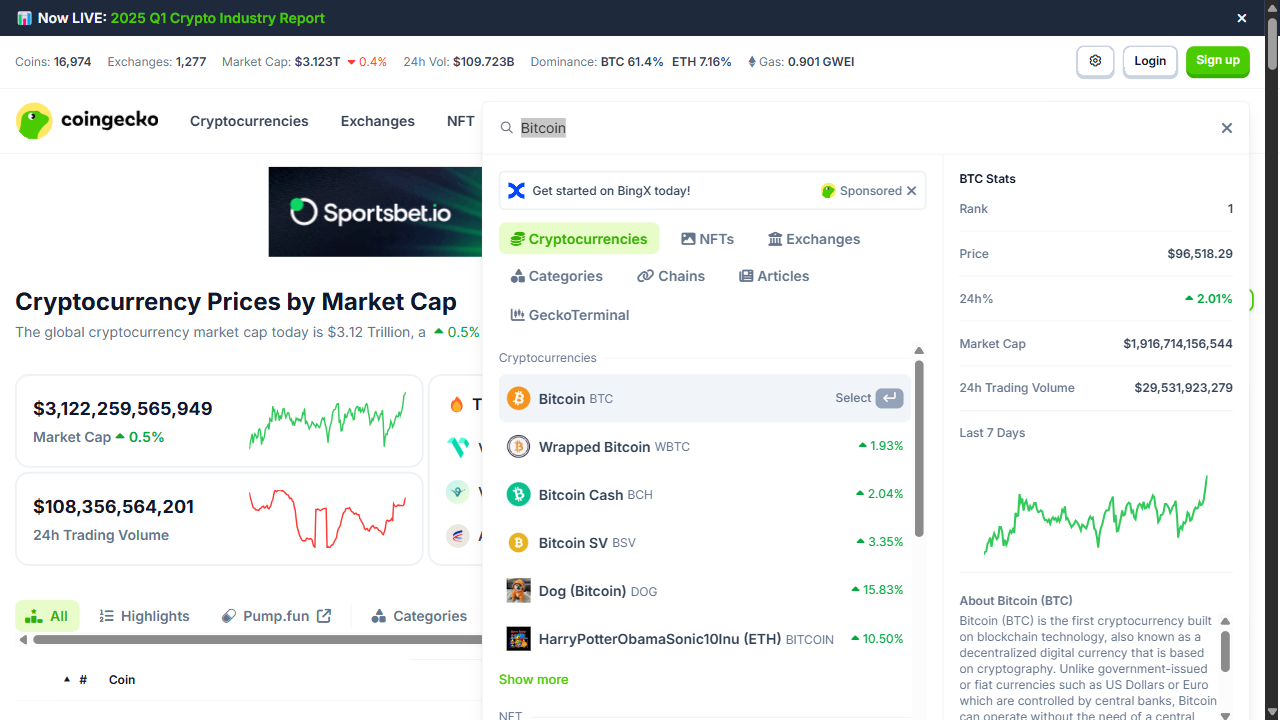 Now LIVE: 2025 Q1 Crypto Industry Report
Coins: 16,974 Exchanges: 1,277 Market Cap: $3.123T 0.4% 24h Vol: $109.723B Dominance: BTC 61.4% ETH 7.16% Gas: 0.901 GWEI
Login
Sign up
coingecko
Cryptocurrencies
Exchanges
NFT
Bitcoin
Sportsbet.io
Cryptocurrency Prices by Market Cap
The global cryptocurrency market cap today is $3.12 Trillion, a 0.5%
$3,122,259,565,949
Market Cap 0.5%
$108,356,564,201
24h Trading Volume
All
Highlights
Pump.fun
Categories
# Coin
Get started on BingX today!
Sponsored
Cryptocurrencies
NFTs
Exchanges
Categories
Chains
Articles
GeckoTerminal
Cryptocurrencies
Bitcoin BTC Select
Wrapped Bitcoin WBTC 1.93%
Bitcoin Cash BCH 2.04%
Bitcoin SV BSV 3.35%
Dog (Bitcoin) DOG 15.83%
HarryPotterObamaSonic10Inu (ETH) BITCOIN 10.50%
Show more
NFT
BTC Stats
Rank 1
Price $96,518.29
24h% 2.01%
Market Cap $1,916,714,156,544
24h Trading Volume $29,531,923,279
Last 7 Days
About Bitcoin (BTC)
Bitcoin (BTC) is the first cryptocurrency built
on blockchain technology, also known as a
decentralized digital currency that is based
on cryptography. Unlike government-issued
or fiat currencies such as US Dollars or Euro
which are controlled by central banks, Bitcoin
can operate without the need of a central